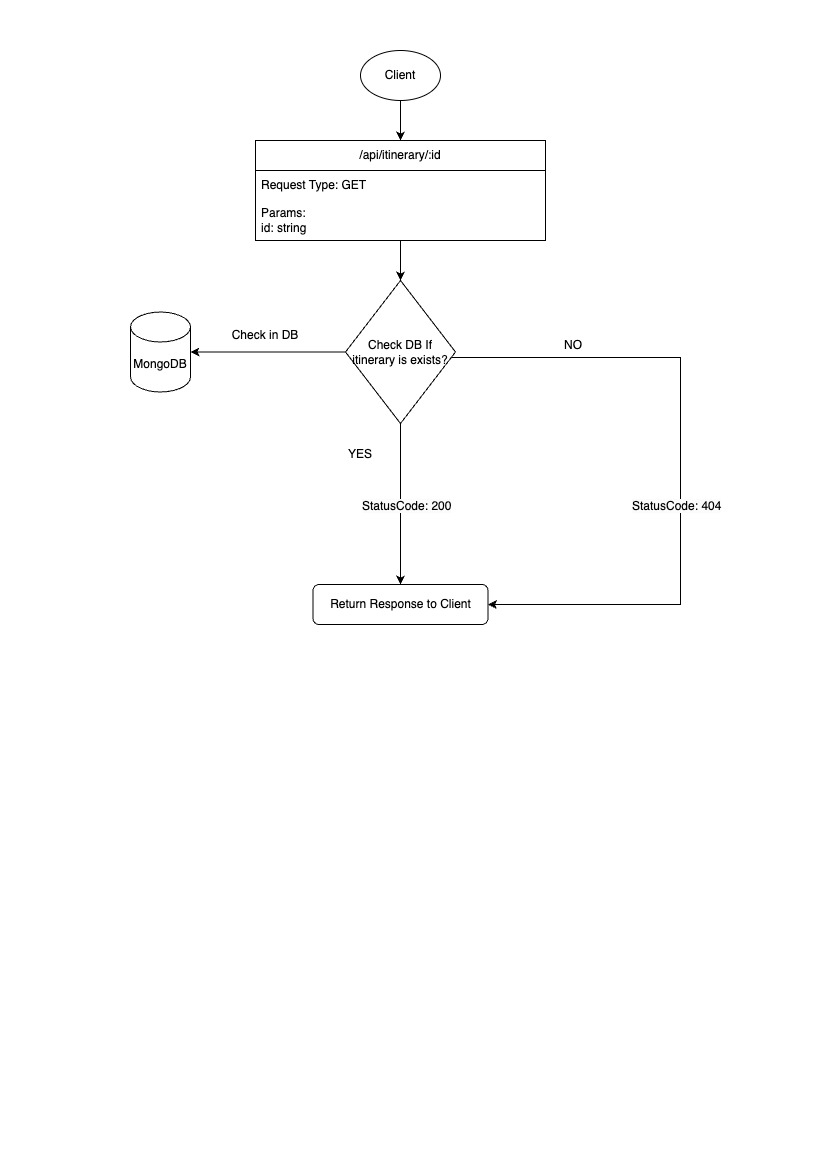 Client
/api/itinerary/:id
Request Type: GET
Params:
id: string
Check DB If
itinerary is exists?
Check in DB
MongoDB
NO
YES
StatusCode: 200
StatusCode: 404
Return Response to Client